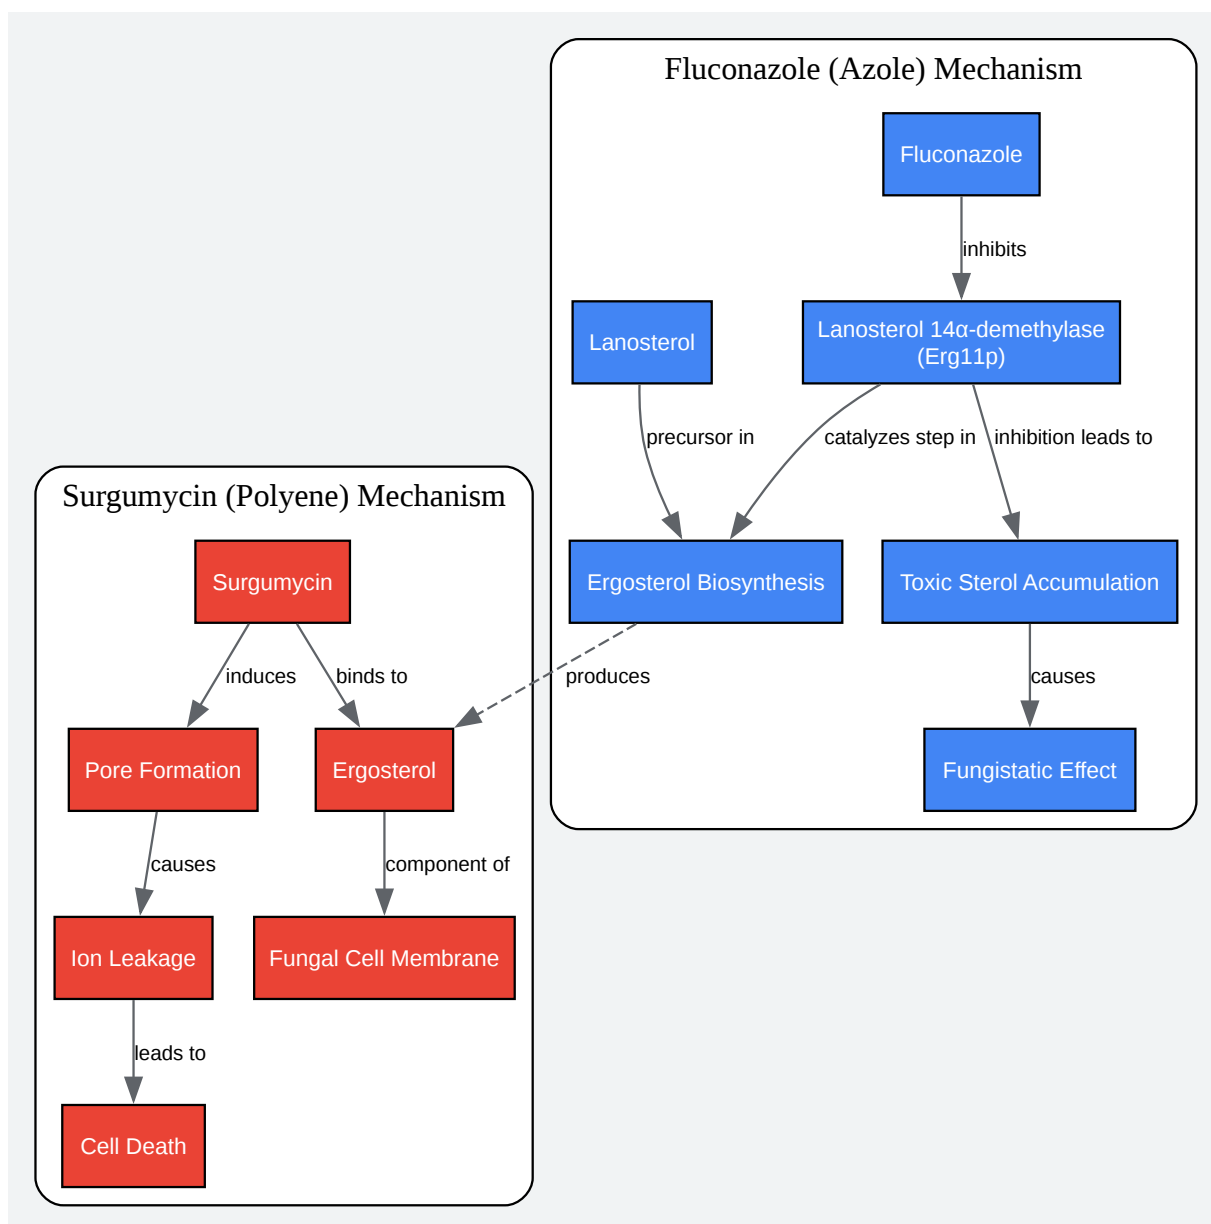 Fluconazole (Azole) Mechanism
Fluconazole
inhibits
Lanosterol
Lanosterol 14α-demethylase
(Erg11p)
precursor in
catalyzes step in
inhibition leads to
Ergosterol Biosynthesis
Toxic Sterol Accumulation
produces
causes
Fungistatic Effect
Surgumycin (Polyene) Mechanism
Surgumycin
induces
binds to
Pore Formation
Ergosterol
causes
component of
Ion Leakage
Fungal Cell Membrane
leads to
Cell Death